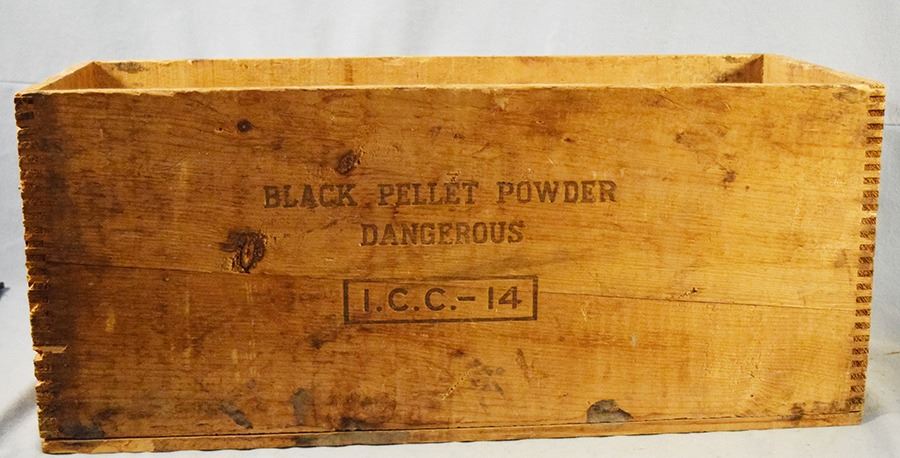 BLACK PELLET POWDER
DANGEROUS
I.C.C.-14